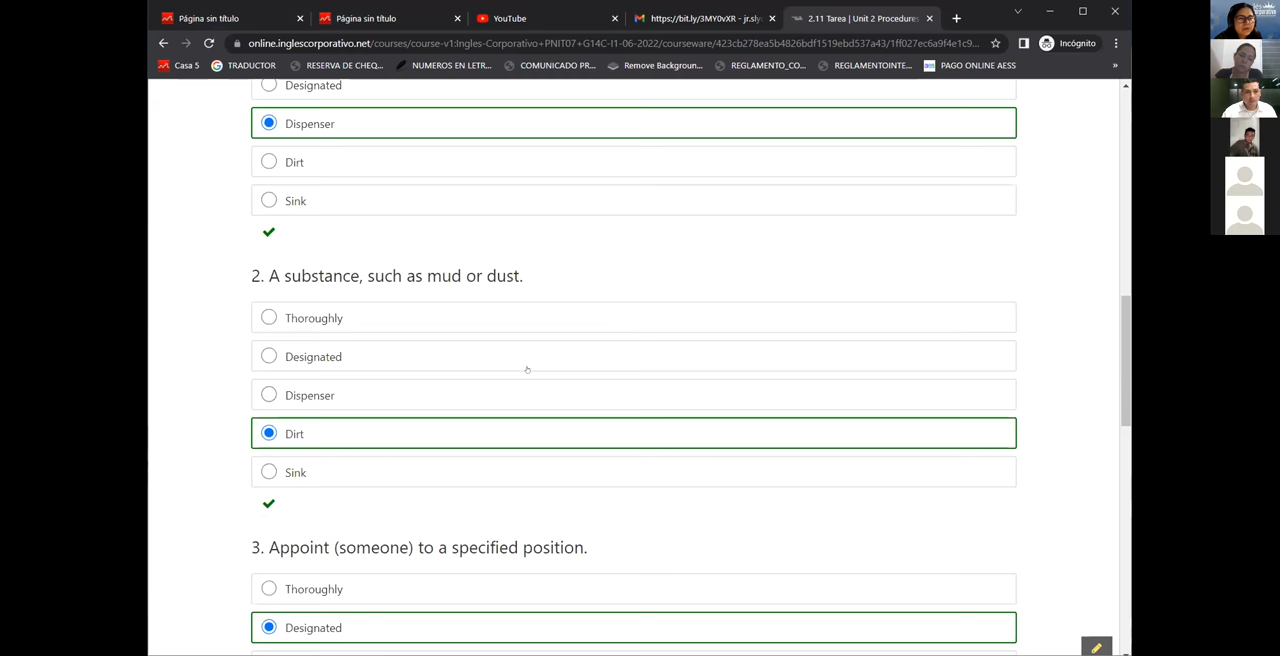 Página sin título
Página sin título
YouTube
https://bit.ly/3MY0vXR - jr.sly
2.11 Tarea | Unit 2 Procedures
online.inglescorporativo.net/courses/course-v1:Ingles-Corporativo+PNIT07+G14C-I1-06-2022/courseware/423cb278ea5b4826bdf1519ebd537a43/1ff027ec6a9f4e1c9...
Incógnito
Casa 5
TRADUCTOR
RESERVA DE CHEQ...
NUMEROS EN LETR...
COMUNICADO PR...
Remove Backgroun...
REGLAMENTO_CO...
REGLAMENTOINTE...
PAGO ONLINE AESS
»
Designated
Dispenser
Dirt
Sink
2. A substance, such as mud or dust.
Thoroughly
Designated
Dispenser
Dirt
Sink
3. Appoint (someone) to a specified position.
Thoroughly
Designated